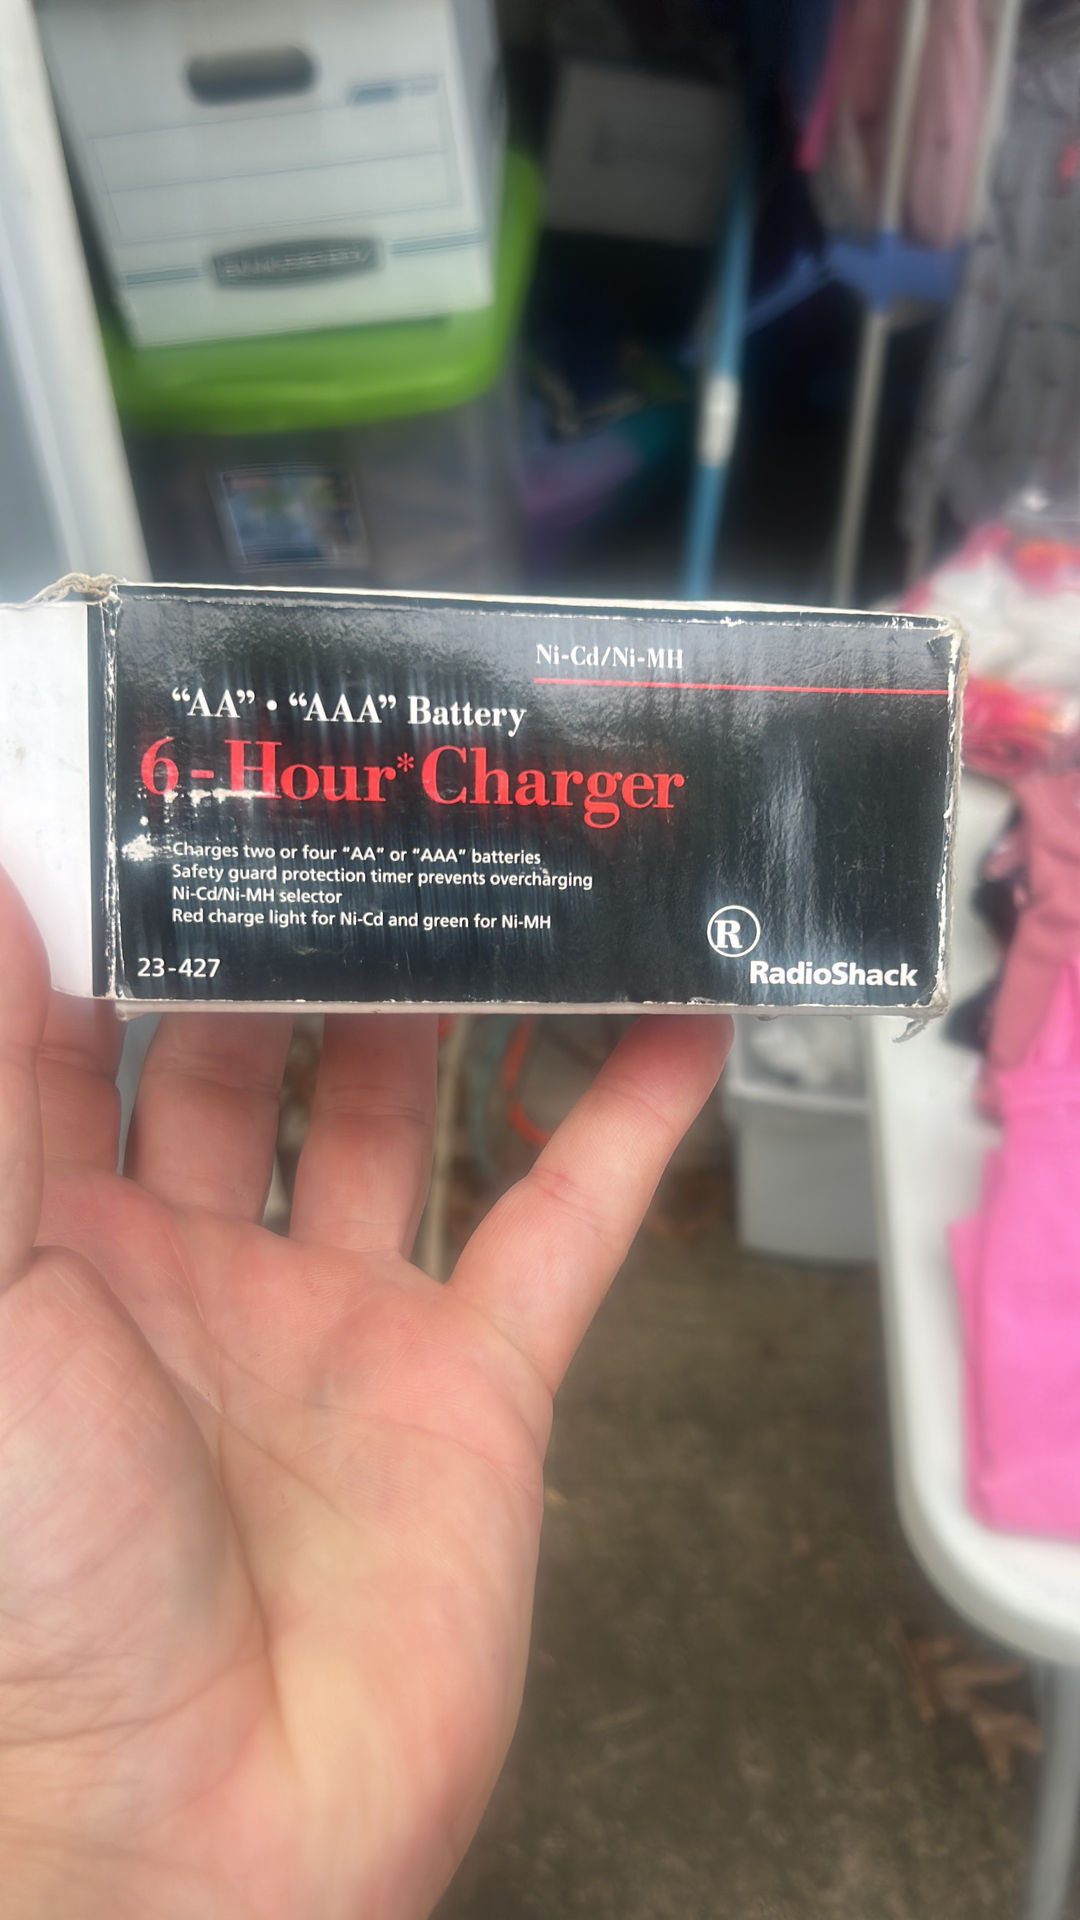 Ni-Cd/Ni-MH
“AA” • “AAA” Battery
6-Hour* Charger
Charges two or four “AA” or “AAA” batteries
Safety guard protection timer prevents overcharging
Ni-Cd/Ni-MH selector
Red charge light for Ni-Cd and green for Ni-MH
23-427
R
RadioShack